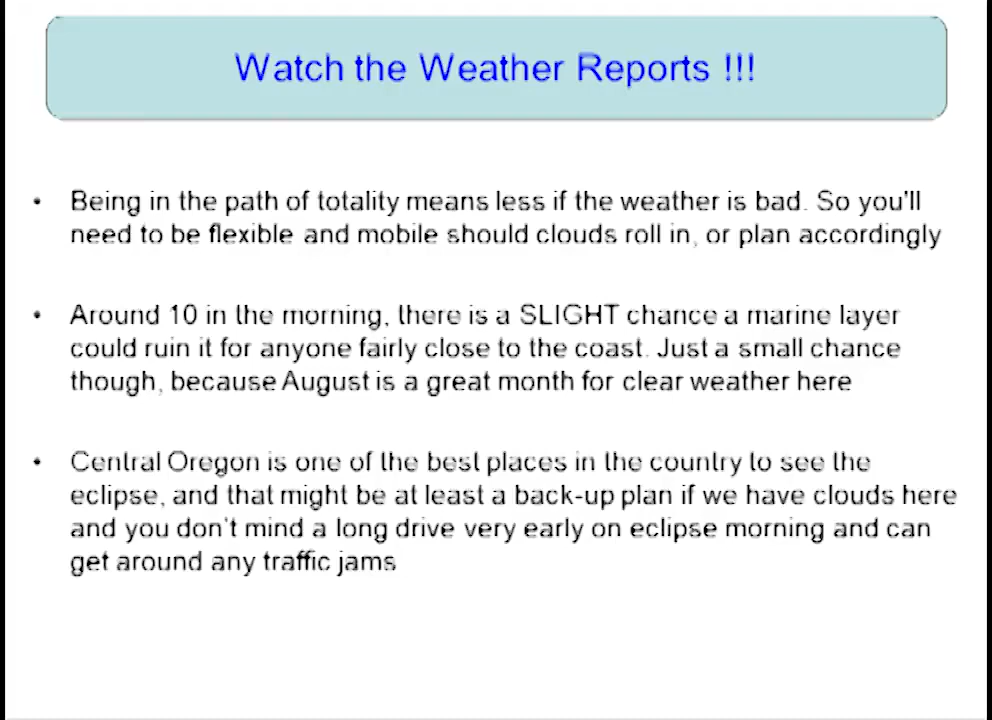 Watch the Weather Reports !!!
• Being in the path of totality means less if the weather is bad. So you'll
need to be flexible and mobile should clouds roll in, or plan accordingly
• Around 10 in the morning, there is a SLIGHT chance a marine layer
could ruin it for anyone fairly close to the coast. Just a small chance
though, because August is a great month for clear weather here
• Central Oregon is one of the best places in the country to see the
eclipse, and that might be at least a back-up plan if we have clouds here
and you don't mind a long drive very early on eclipse morning and can
get around any traffic jams